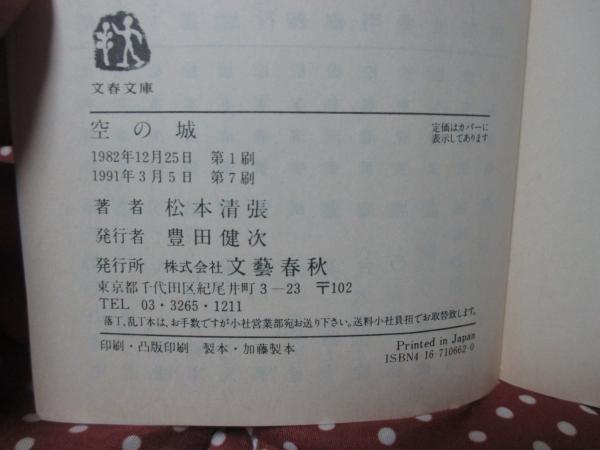 文春文庫
空の城
定価はカバーに
表示してあります
1982年12月25日 第1刷
1991年3月5日 第7刷
著者 松本清張
発行者 豊田健次
発行所 株式会社 文藝春秋
東京都千代田区紀尾井町3―23 〒102
TEL 03・3265・1211
落丁、乱丁本は、お手数ですが小社営業部宛お送り下さい。送料小社負担でお取替致します。
印刷・凸版印刷 製本・加藤製本
Printed in Japan
ISBN4-16-710662-0